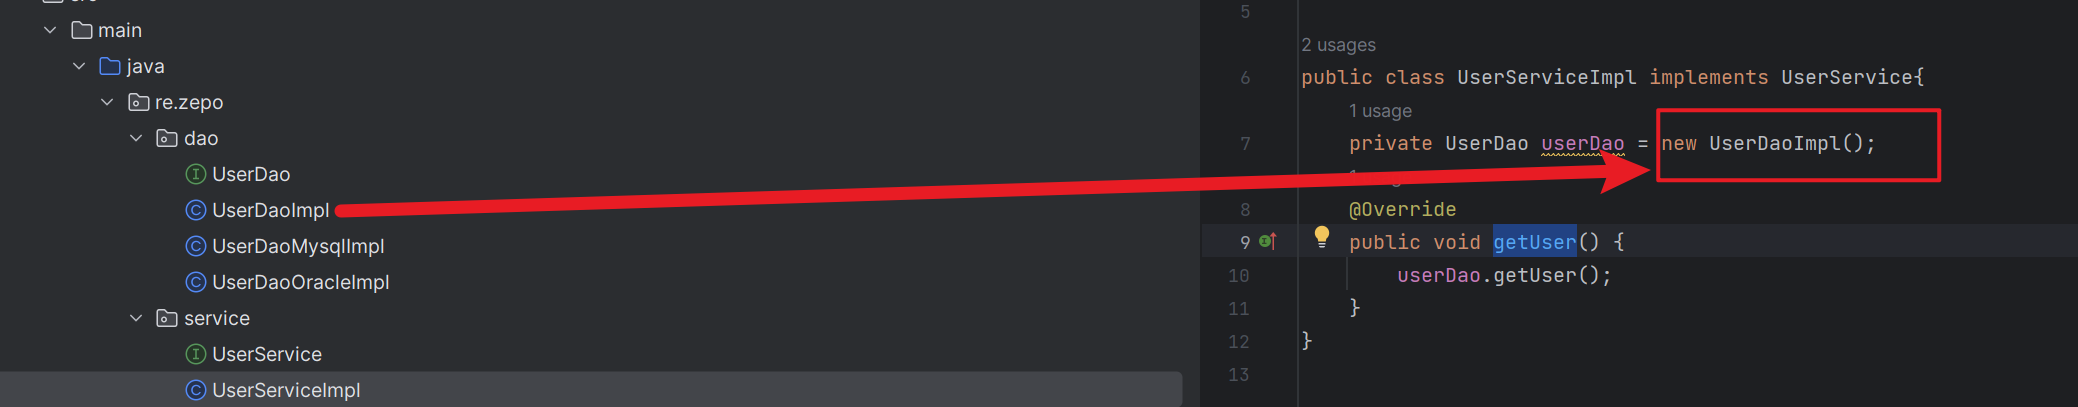 main
java
re.zepo
dao
UserDao
UserDaoImpl
UserDaoMysqlImpl
UserDaoOracleImpl
service
UserService
UserServiceImpl
5
2 usages
6 public class UserServiceImpl implements UserService{
1 usage
7 private UserDao userDao = new UserDaoImpl();
8 @Override
9 public void getUser() {
10 userDao.getUser();
11 }
12 }
13